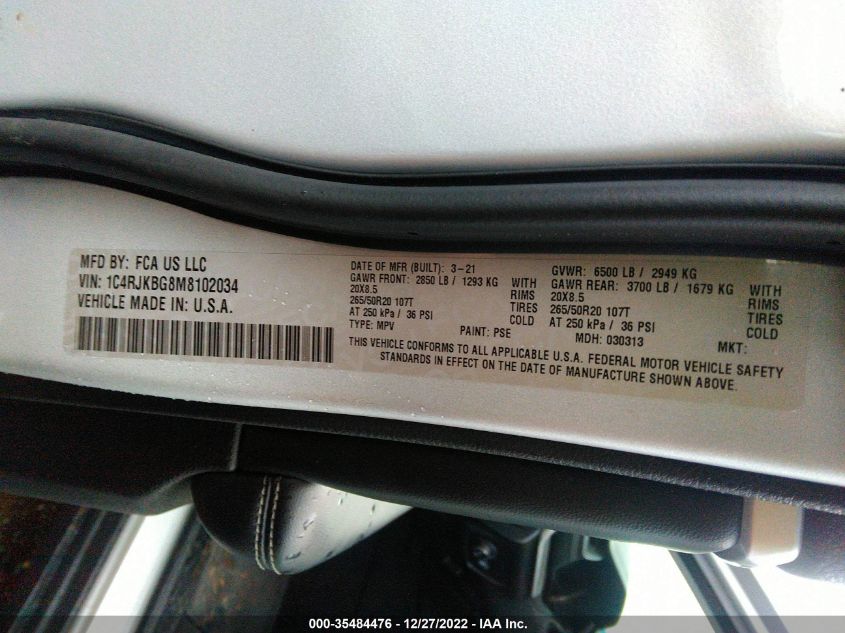 MFD BY: FCA US LLC
VIN: 1C4RJKBG8M8102034
VEHICLE MADE IN: U.S.A.
DATE OF MFR (BUILT): 3-21
GAWR FRONT: 2850 LB / 1293 KG WITH
20X8.5 RIMS
265/50R20 107T TIRES
AT 250 kPa / 36 PSI COLD
TYPE: MPV PAINT: PSE
GVWR: 6500 LB / 2949 KG
GAWR REAR: 3700 LB / 1679 KG WITH
20X8.5 RIMS
265/50R20 107T TIRES
AT 250 kPa / 36 PSI COLD
MDH: 030313 MKT:
THIS VEHICLE CONFORMS TO ALL APPLICABLE U.S.A. FEDERAL MOTOR VEHICLE SAFETY
STANDARDS IN EFFECT ON THE DATE OF MANUFACTURE SHOWN ABOVE.
000-35484476 - 12/27/2022 - IAA Inc.